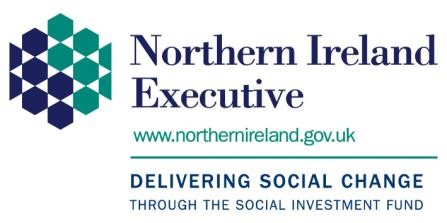 Northern Ireland
Executive
www.northernireland.gov.uk
DELIVERING SOCIAL CHANGE
THROUGH THE SOCIAL INVESTMENT FUND